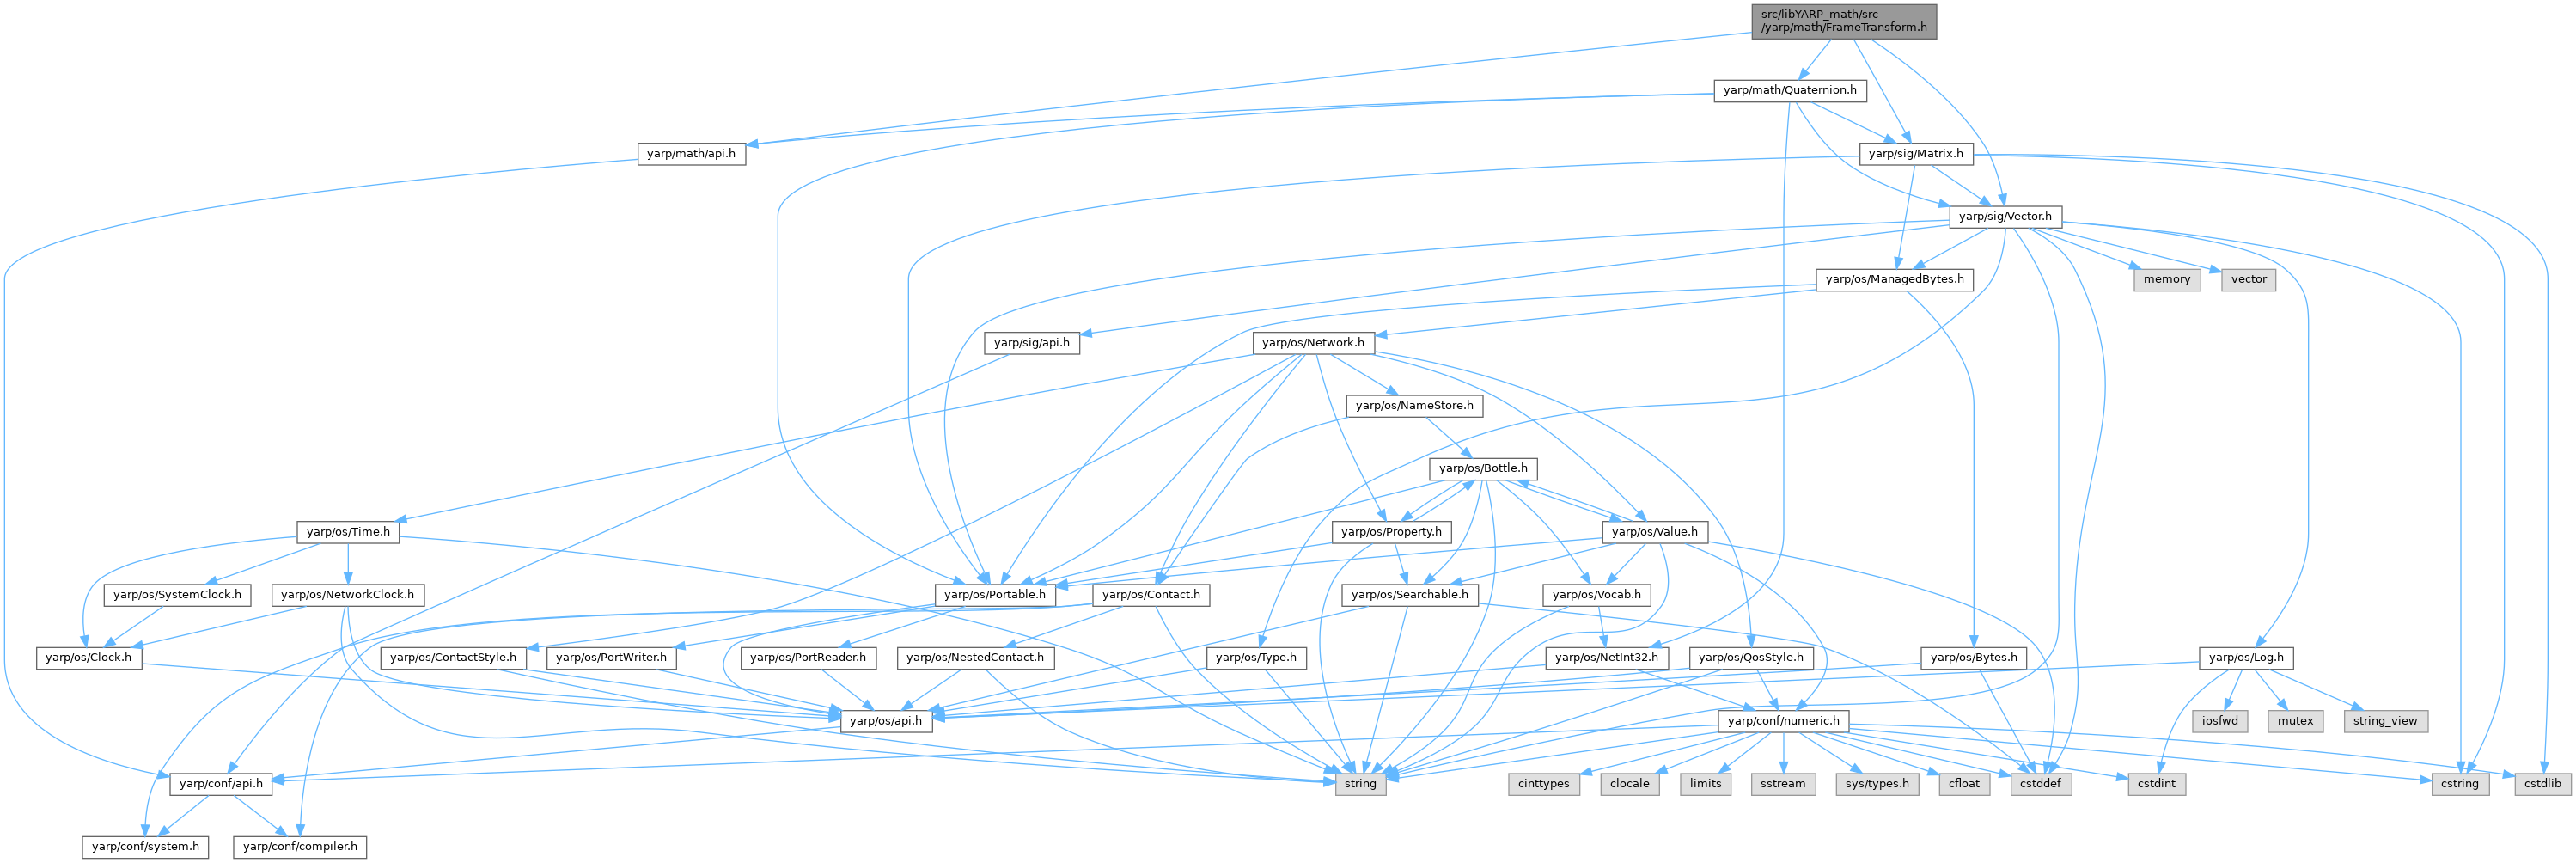 src/libYARP_math/src
/yarp/math/FrameTransform.h
yarp/math/Quaternion.h
yarp/math/api.h
yarp/sig/Matrix.h
yarp/sig/Vector.h
yarp/os/ManagedBytes.h
memory
vector
yarp/sig/api.h
yarp/os/Network.h
yarp/os/NameStore.h
yarp/os/Bottle.h
yarp/os/Time.h
yarp/os/Property.h
yarp/os/Value.h
yarp/os/SystemClock.h
yarp/os/NetworkClock.h
yarp/os/Portable.h
yarp/os/Contact.h
yarp/os/Searchable.h
yarp/os/Vocab.h
yarp/os/Clock.h
yarp/os/ContactStyle.h
yarp/os/PortWriter.h
yarp/os/PortReader.h
yarp/os/NestedContact.h
yarp/os/Type.h
yarp/os/NetInt32.h
yarp/os/QosStyle.h
yarp/os/Bytes.h
yarp/os/Log.h
yarp/os/api.h
yarp/conf/numeric.h
iosfwd
mutex
string_view
yarp/conf/api.h
string
cinttypes
clocale
limits
sstream
sys/types.h
cfloat
cstddef
cstdint
cstring
cstdlib
yarp/conf/system.h
yarp/conf/compiler.h